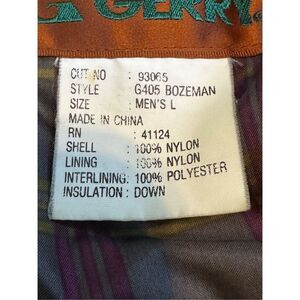 G GERRY
CUT NO : 93065
STYLE : G405 BOZEMAN
SIZE : MEN'S L
MADE IN CHINA
RN : 41124
SHELL : 100% NYLON
LINING : 100% NYLON
INTERLINING: 100% POLYESTER
INSULATION : DOWN